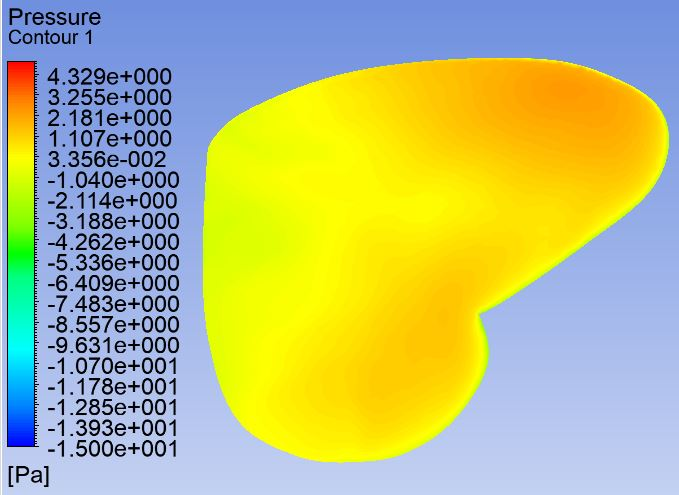 Pressure
Contour 1
4.329e+000
3.255e+000
2.181e+000
1.107e+000
3.356e-002
-1.040e+000
-2.114e+000
-3.188e+000
-4.262e+000
-5.336e+000
-6.409e+000
-7.483e+000
-8.557e+000
-9.631e+000
-1.070e+001
-1.178e+001
-1.285e+001
-1.393e+001
-1.500e+001
[Pa]